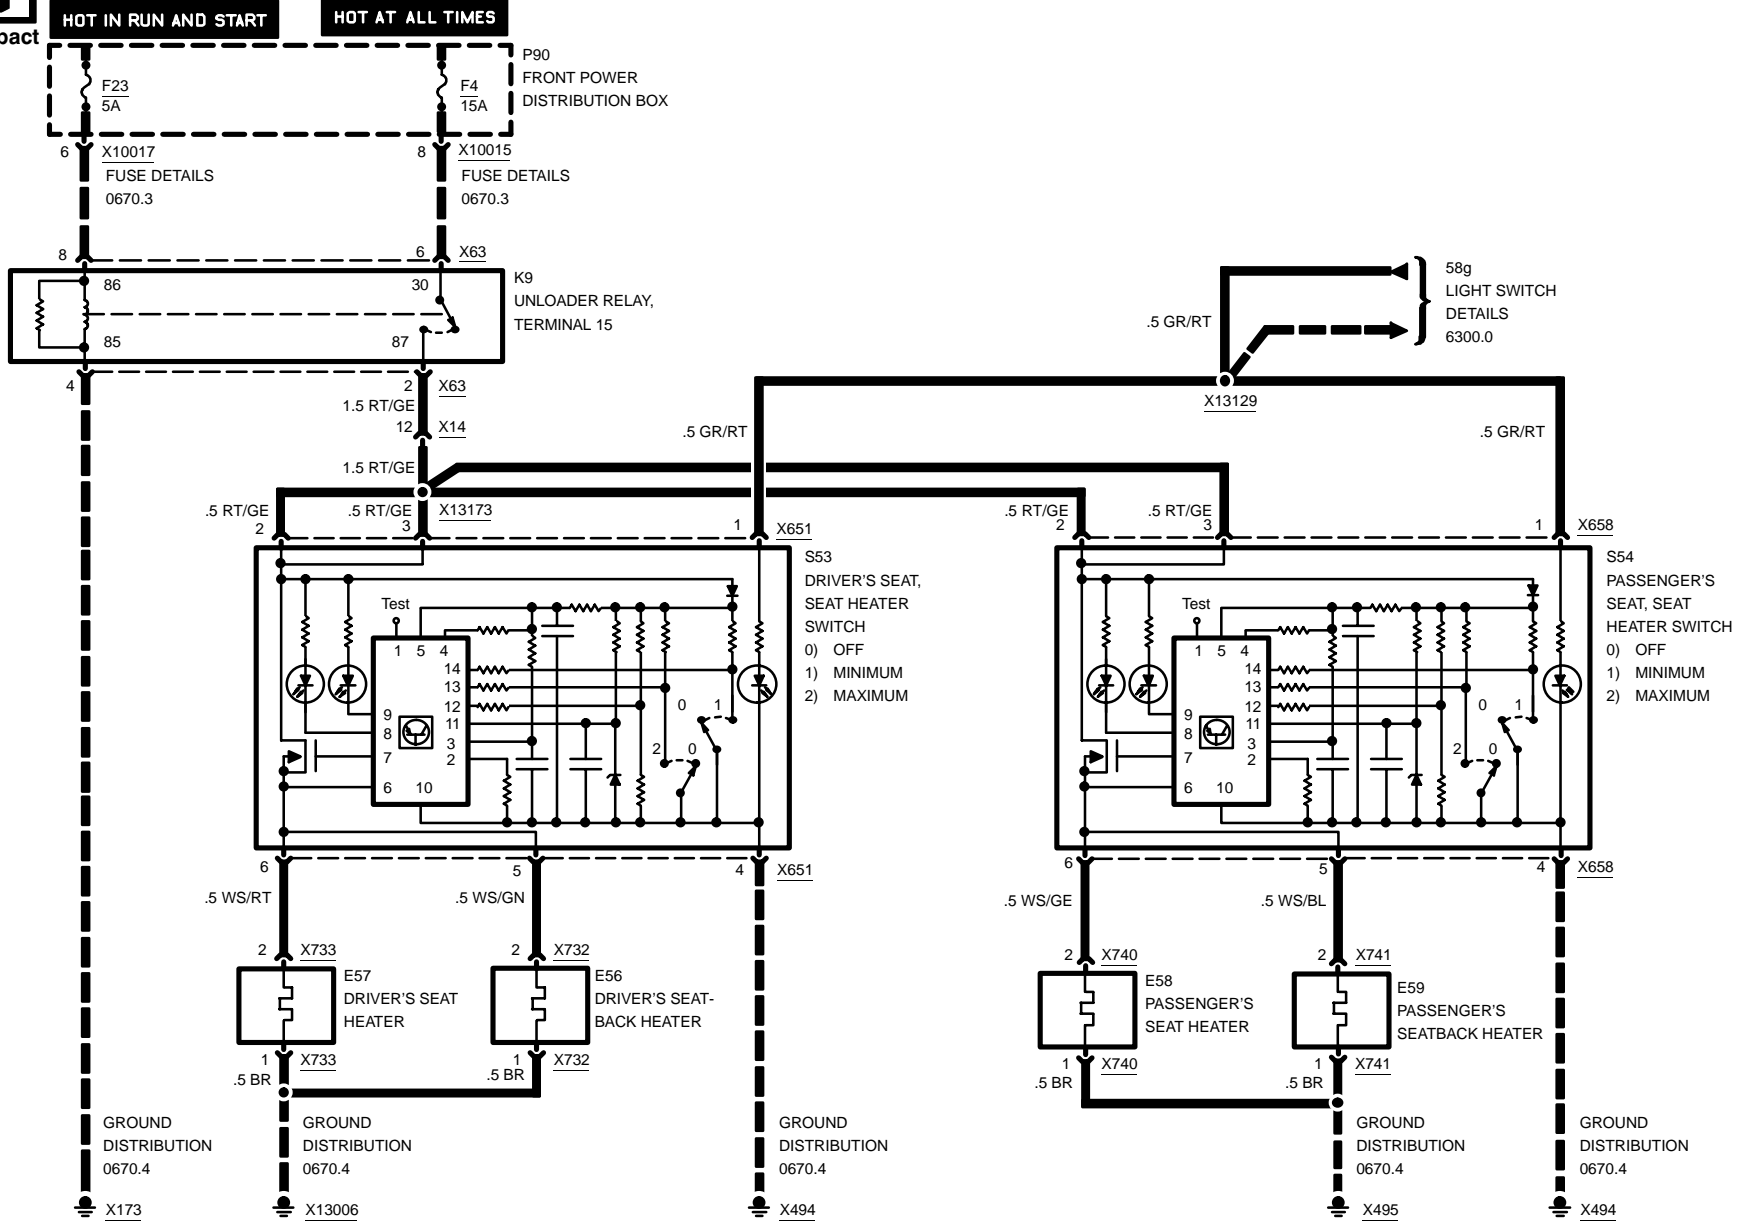 HOT IN RUN AND START
HOT AT ALL TIMES
pact
P90
FRONT POWER
DISTRIBUTION BOX
F23
5A
F4
15A
6
X10017
FUSE DETAILS
0670.3
8
X10015
FUSE DETAILS
0670.3
8
6
X63
86
30
85
87
K9
UNLOADER RELAY,
TERMINAL 15
58g
LIGHT SWITCH
DETAILS
6300.0
.5 GR/RT
X13129
4
2
X63
1.5 RT/GE
12
X14
1.5 RT/GE
.5 GR/RT
.5 GR/RT
.5 RT/GE
2
.5 RT/GE
3
X13173
1
X651
.5 RT/GE
2
.5 RT/GE
3
1
X658
S53
DRIVER'S SEAT,
SEAT HEATER
SWITCH
0) OFF
1) MINIMUM
2) MAXIMUM
Test
1 5 4
14
13
12
11
3
2
9
8
7
6
10
0 1
2 0
S54
PASSENGER'S
SEAT, SEAT
HEATER SWITCH
0) OFF
1) MINIMUM
2) MAXIMUM
Test
1 5 4
14
13
12
11
3
2
9
8
7
6
10
0 1
2 0
6
5
4
X651
6
5
4
X658
.5 WS/RT
.5 WS/GN
.5 WS/GE
.5 WS/BL
2
X733
2
X732
2
X740
2
X741
E57
DRIVER'S SEAT
HEATER
E56
DRIVER'S SEAT-
BACK HEATER
E58
PASSENGER'S
SEAT HEATER
E59
PASSENGER'S
SEATBACK HEATER
1
X733
.5 BR
1
X732
.5 BR
1
X740
.5 BR
1
X741
.5 BR
GROUND
DISTRIBUTION
0670.4
GROUND
DISTRIBUTION
0670.4
GROUND
DISTRIBUTION
0670.4
GROUND
DISTRIBUTION
0670.4
GROUND
DISTRIBUTION
0670.4
X173
X13006
X494
X495
X494